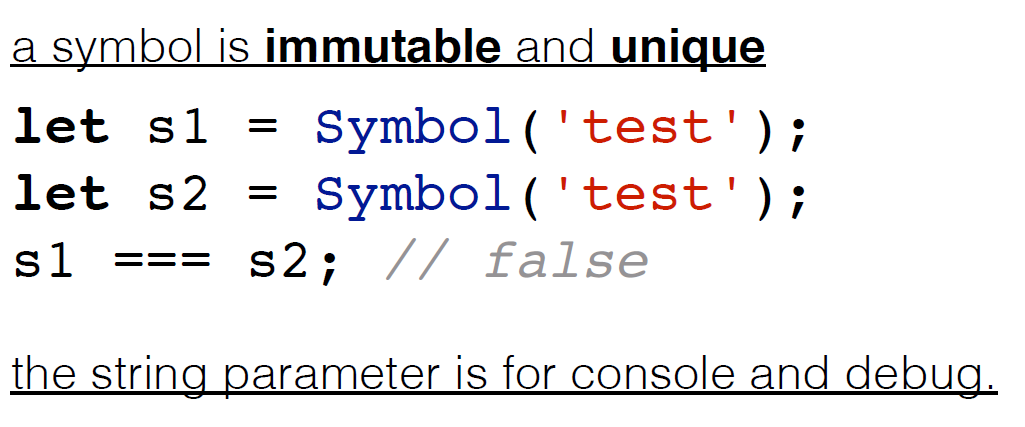 a symbol is immutable and unique
let s1 = Symbol('test');
let s2 = Symbol('test');
s1 === s2; // false
the string parameter is for console and debug.